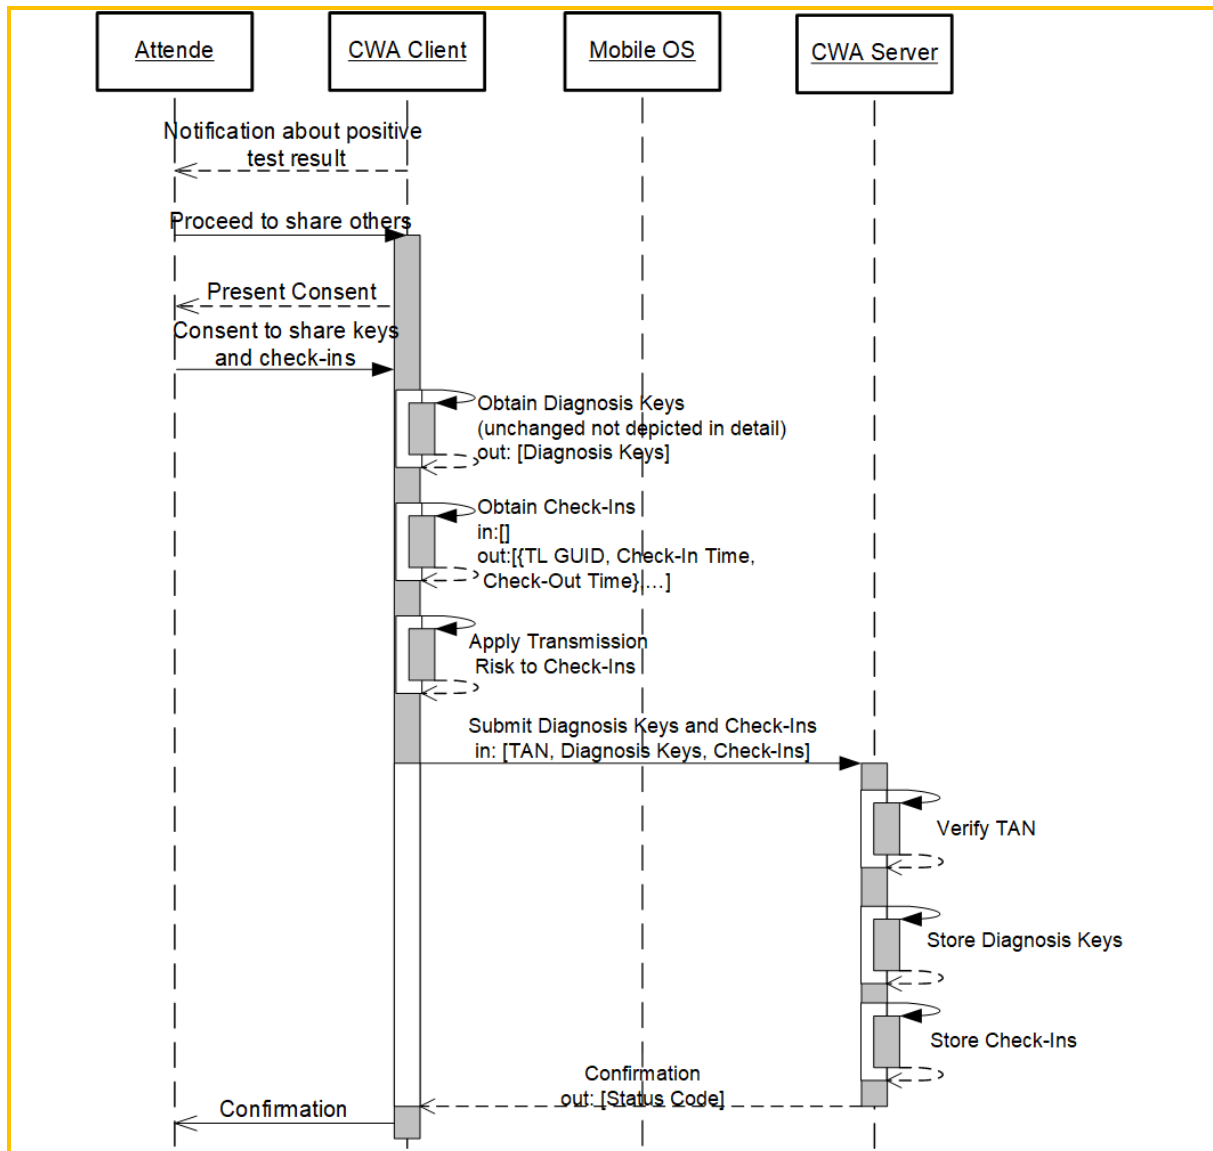 Attende
CWA Client
Mobile OS
CWA Server
Notification about positive
test result
Proceed to share others
Present Consent
Consent to share keys
and check-ins
Obtain Diagnosis Keys
(unchanged not depicted in detail)
out: [Diagnosis Keys]
Obtain Check-Ins
in:[]
out:[{TL GUID, Check-In Time,
Check-Out Time},...]
Apply Transmission
Risk to Check-Ins
Submit Diagnosis Keys and Check-Ins
in: [TAN, Diagnosis Keys, Check-Ins]
Verify TAN
Store Diagnosis Keys
Store Check-Ins
Confirmation
out: [Status Code]
Confirmation